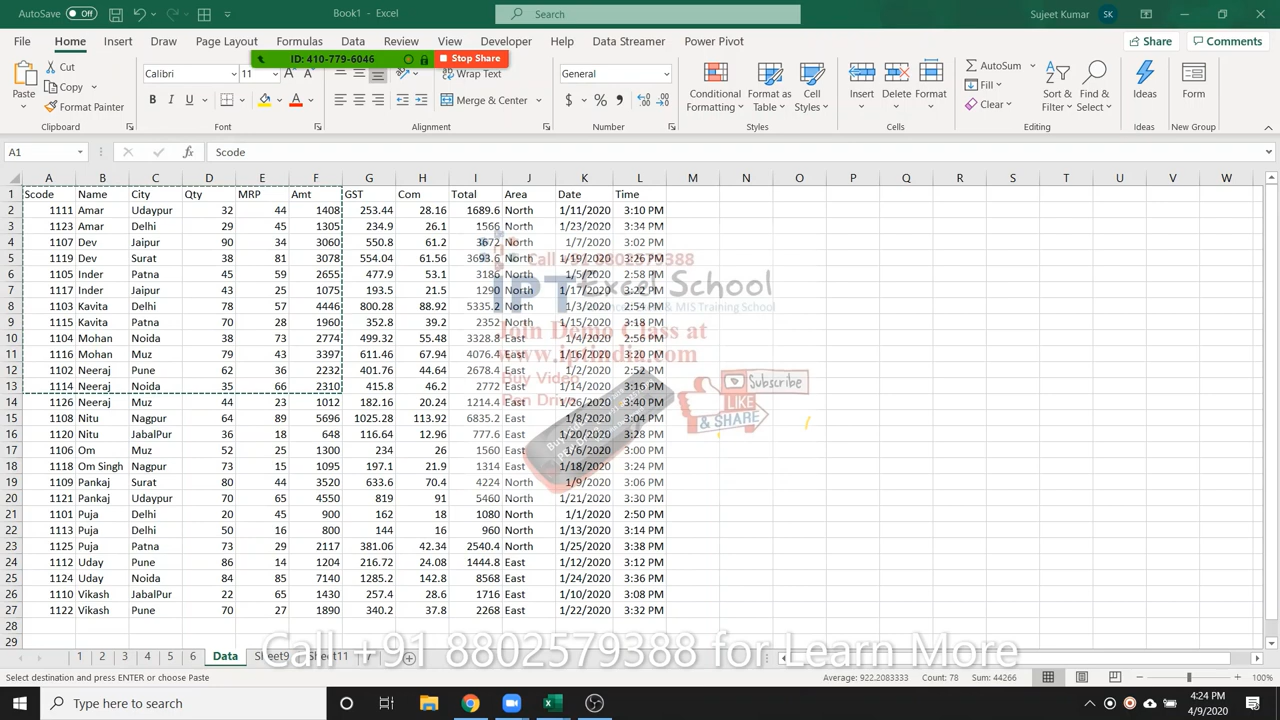 AutoSave Off Book1 - Excel Search Sujeet Kumar SK
File Home Insert Draw Page Layout Formulas Data Review View Developer Help Data Streamer Power Pivot Share Comments
ID: 410-779-6046 Stop Share
Paste Cut Copy Format Painter Clipboard
Calibri 11 B I U Font
Wrap Text Merge & Center Alignment
General $ % Number
Conditional Formatting Format as Table Cell Styles Styles
Insert Delete Format Cells
AutoSum Fill Clear Sort & Filter Find & Select Editing
Ideas Ideas Form New Group
A1 fx Scode
A B C D E F G H I J K L M N O P Q R S T U V W
1 Scode Name City Qty MRP Amt GST Com Total Area Date Time
2 1111 Amar Udaypur 32 44 1408 253.44 28.16 1689.6 North 1/11/2020 3:10 PM
3 1123 Amar Delhi 29 45 1305 234.9 26.1 1566 North 1/23/2020 3:34 PM
4 1107 Dev Jaipur 90 34 3060 550.8 61.2 3672 North 1/7/2020 3:02 PM
5 1119 Dev Surat 38 81 3078 554.04 61.56 3693.6 North 1/19/2020 3:26 PM
6 1105 Inder Patna 45 59 2655 477.9 53.1 3186 North 1/5/2020 2:58 PM
7 1117 Inder Jaipur 43 25 1075 193.5 21.5 1290 North 1/17/2020 3:22 PM
8 1103 Kavita Delhi 78 57 4446 800.28 88.92 5335.2 North 1/3/2020 2:54 PM
9 1115 Kavita Patna 70 28 1960 352.8 39.2 2352 North 1/15/2020 3:18 PM
10 1104 Mohan Noida 38 73 2774 499.32 55.48 3328.8 East 1/4/2020 2:56 PM
11 1116 Mohan Muz 79 43 3397 611.46 67.94 4076.4 East 1/16/2020 3:20 PM
12 1102 Neeraj Pune 62 36 2232 401.76 44.64 2678.4 East 1/2/2020 2:52 PM
13 1114 Neeraj Noida 35 66 2310 415.8 46.2 2772 East 1/14/2020 3:16 PM
14 1126 Neeraj Muz 44 23 1012 182.16 20.24 1214.4 East 1/26/2020 3:40 PM
15 1108 Nitu Nagpur 64 89 5696 1025.28 113.92 6835.2 East 1/8/2020 3:04 PM
16 1120 Nitu JabalPur 36 18 648 116.64 12.96 777.6 East 1/20/2020 3:28 PM
17 1106 Om Muz 52 25 1300 234 26 1560 East 1/6/2020 3:00 PM
18 1118 Om Singh Nagpur 73 15 1095 197.1 21.9 1314 East 1/18/2020 3:24 PM
19 1109 Pankaj Surat 80 44 3520 633.6 70.4 4224 North 1/9/2020 3:06 PM
20 1121 Pankaj Udaypur 70 65 4550 819 91 5460 North 1/21/2020 3:30 PM
21 1101 Puja Delhi 20 45 900 162 18 1080 North 1/1/2020 2:50 PM
22 1113 Puja Delhi 50 16 800 144 16 960 North 1/13/2020 3:14 PM
23 1125 Puja Patna 73 29 2117 381.06 42.34 2540.4 North 1/25/2020 3:38 PM
24 1112 Uday Pune 86 14 1204 216.72 24.08 1444.8 East 1/12/2020 3:12 PM
25 1124 Uday Noida 84 85 7140 1285.2 142.8 8568 East 1/24/2020 3:36 PM
26 1110 Vikash JabalPur 22 65 1430 257.4 28.6 1716 East 1/10/2020 3:08 PM
27 1122 Vikash Pune 70 27 1890 340.2 37.8 2268 East 1/22/2020 3:32 PM
28
29
Call +91 8802579388
IPT Excel School
& MIS Training School
Join Demo Class at
www.iptindia.com
Buy Video
Pen Drive
Subscribe
LIKE
& SHARE
Call +91 8802579388 for Learn More
1 2 3 4 5 6 Data Sheet9 Sheet11
Select destination and press ENTER or choose Paste Average: 922.2083333 Count: 78 Sum: 44266 100%
Type here to search 4:24 PM
4/9/2020